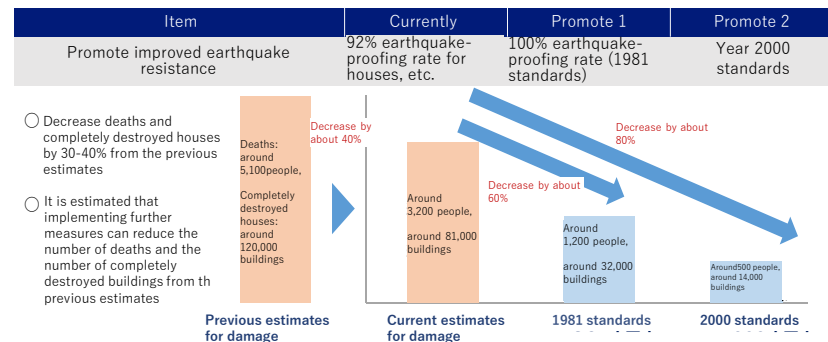 Item
Currently
Promote 1
Promote 2
Promote improved earthquake
resistance
92% earthquake-
proofing rate for
houses, etc.
100% earthquake-
proofing rate (1981
standards)
Year 2000
standards
Decrease deaths and
completely destroyed houses
by 30-40% from the previous
estimates
It is estimated that
implementing further
measures can reduce the
number of deaths and the
number of completely
destroyed buildings from th
previous estimates
Deaths:
around
5,100people,
Completely
destroyed
houses:
around
120,000
buildings
Decrease by
about 40%
Around
3,200 people,
around 81,000
buildings
Decrease by about
60%
Around
1,200 people,
around 32,000
buildings
Decrease by about
80%
Around500 people,
around 14,000
buildings
Previous estimates
for damage
Current estimates
for damage
1981 standards
2000 standards